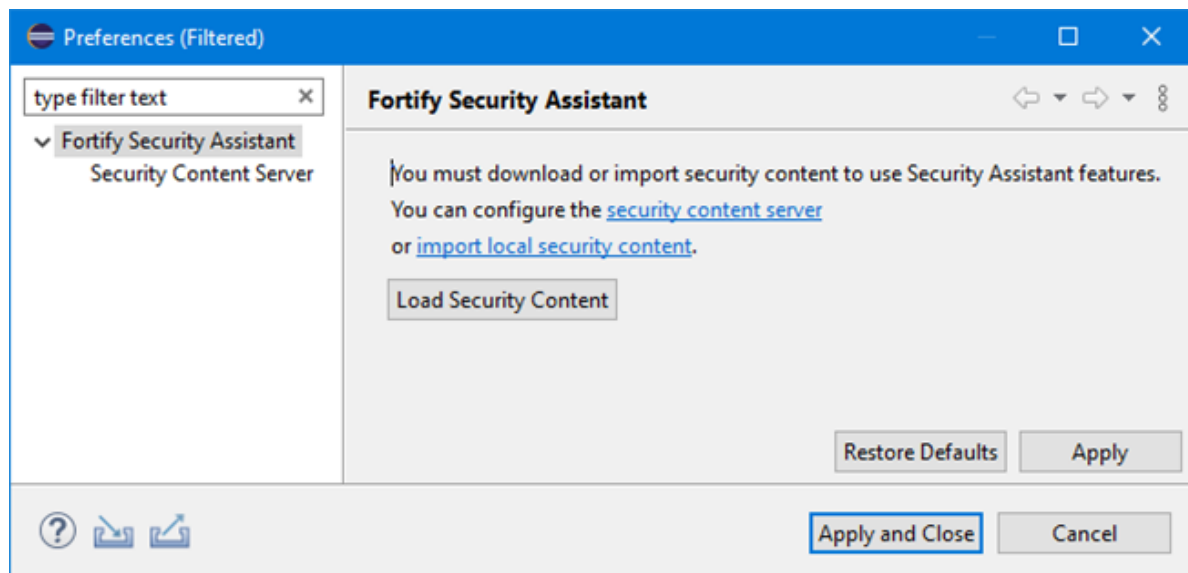 Preferences (Filtered)
type filter text
Fortify Security Assistant
Security Content Server
Fortify Security Assistant
You must download or import security content to use Security Assistant features.
You can configure the security content server
or import local security content.
Load Security Content
Restore Defaults
Apply
Apply and Close
Cancel